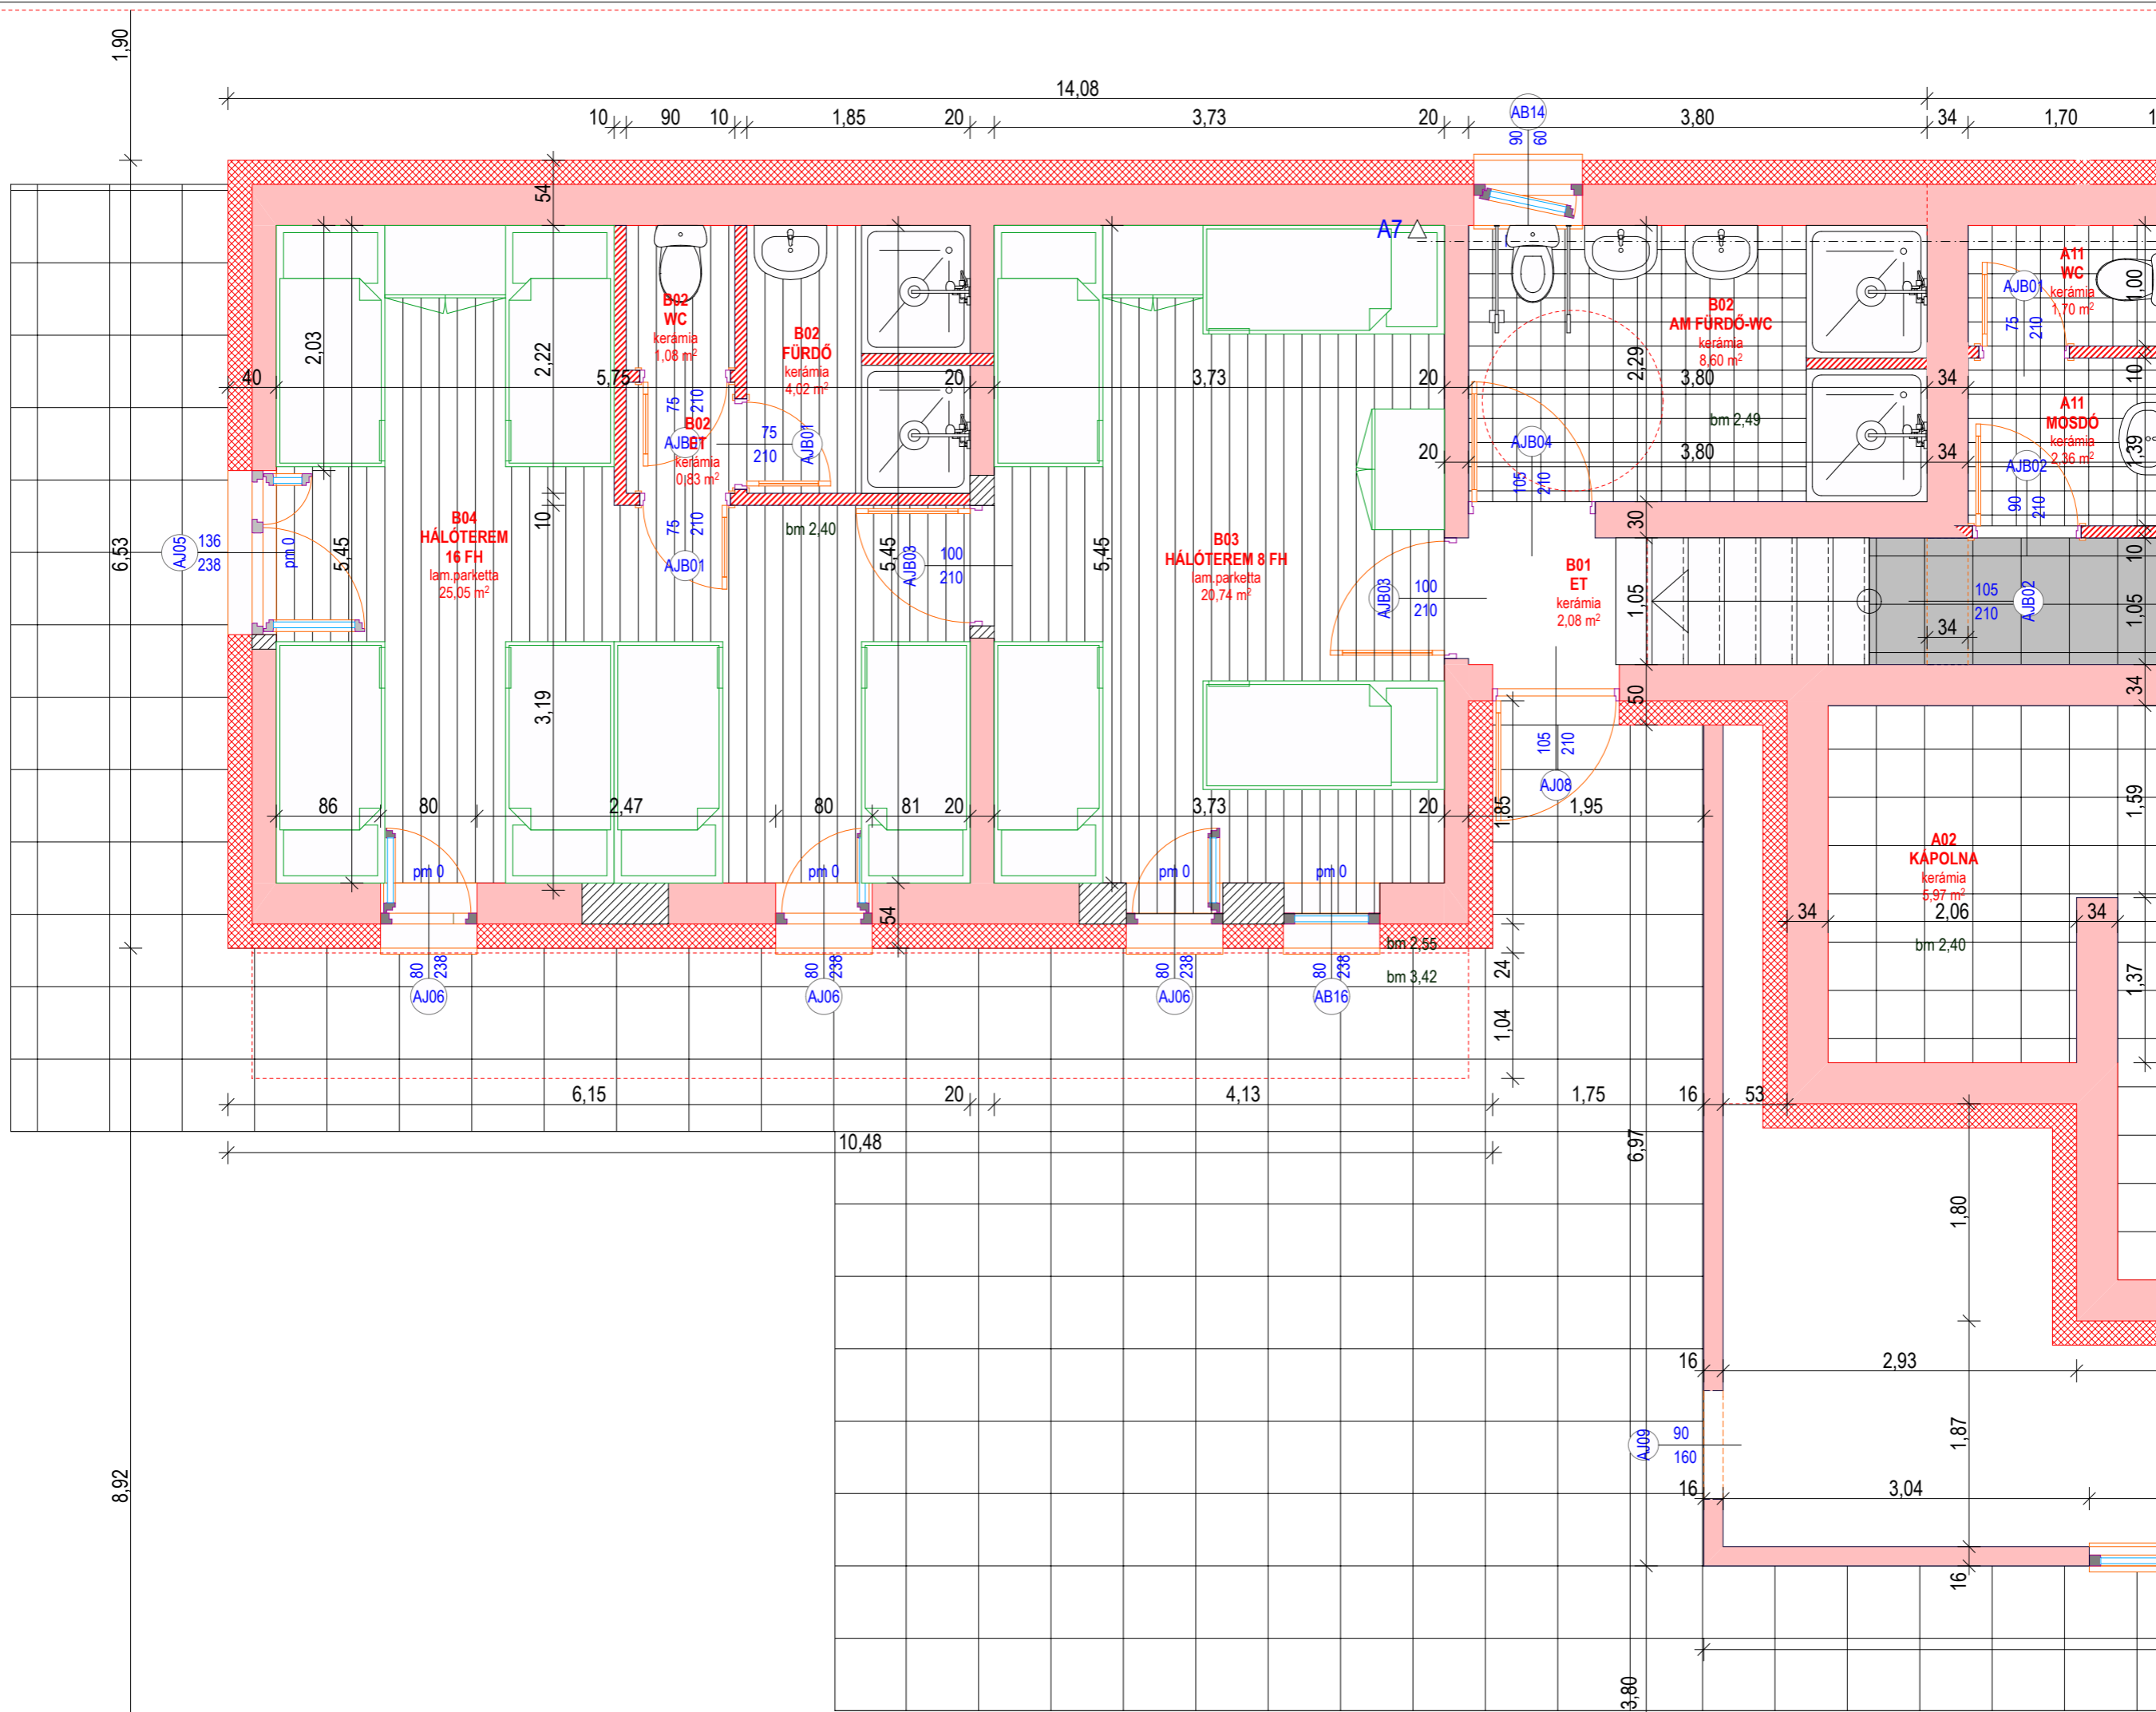 1,90
14,08
10
90
10
1,85
20
3,73
20
AB14
90
60
3,80
34
1,70
54
A7
2,03
2,22
B02
WC
kerámia
1,08 m²
B02
FÜRDŐ
kerámia
4,02 m²
B02
AM FÜRDŐ-WC
kerámia
8,60 m²
2,29
A11
WC
kerámia
1,70 m²
AJB01
75
210
1,00
40
5,75
20
3,73
20
3,80
34
10
75
210
AJB01
B02
ET
kerámia
0,83 m²
75
210
AJB01
bm 2,49
AJB04
105
210
20
3,80
34
A11
MOSDÓ
kerámia
2,36 m²
AJB02
90
210
1,39
B04
HÁLÓTEREM
16 FH
lam.parketta
25,05 m²
10
bm 2,40
75
210
AJB01
AJ05
136
238
pm 0
6,53
5,45
5,45
AJB03
100
210
5,45
B03
HÁLÓTEREM 8 FH
lam.parketta
20,74 m²
AJB03
100
210
B01
ET
kerámia
2,08 m²
30
1,05
105
210
AJB02
34
10
1,05
3,19
50
34
105
210
AJ08
86
80
2,47
80
81
20
3,73
20
1,85
1,95
1,59
A02
KÁPOLNA
kerámia
5,97 m²
pm 0
pm 0
pm 0
pm 0
54
34
2,06
34
bm 2,40
bm 2,55
bm 3,42
80
238
AJ06
80
238
AJ06
80
238
AJ06
80
238
AB16
24
1,04
1,37
6,15
20
4,13
1,75
16
53
10,48
6,97
1,80
16
2,93
AJ09
90
160
1,87
8,92
16
3,04
16
3,80